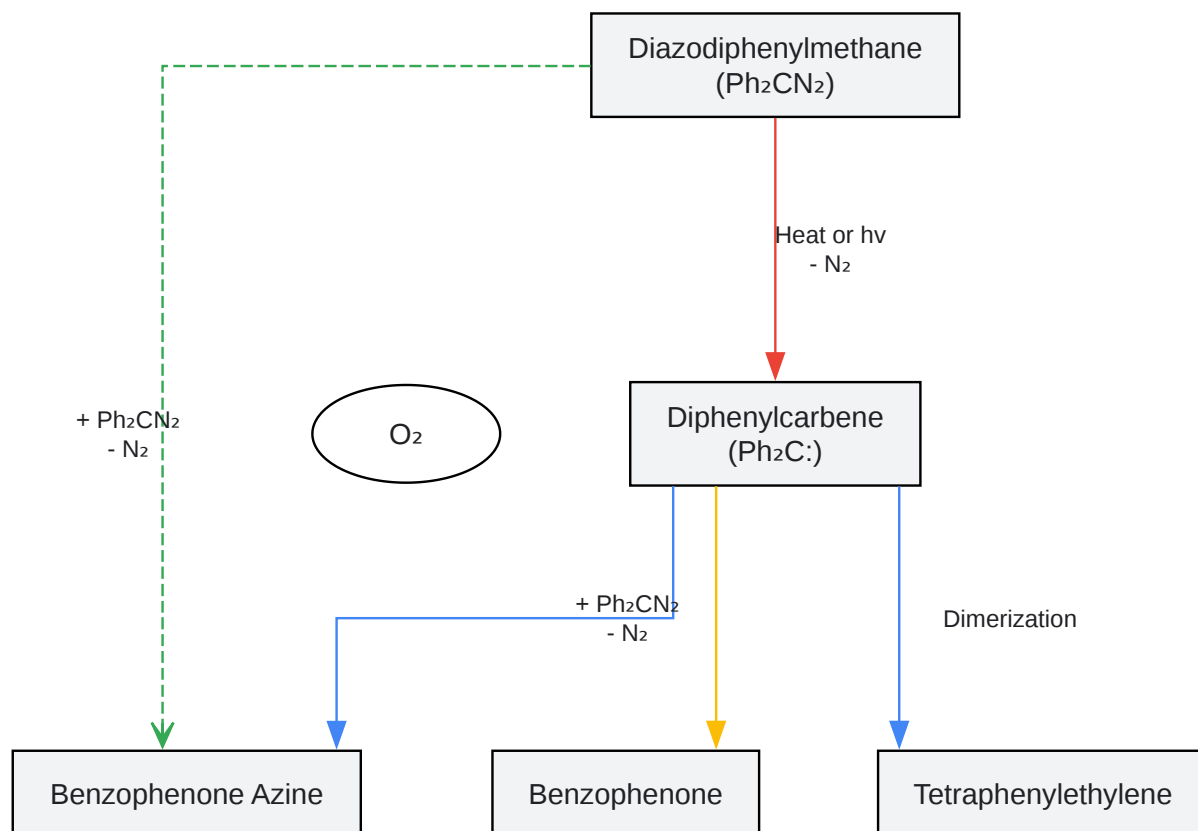 Diazodiphenylmethane
(Ph₂CN₂)
Heat or hv
- N₂
+ Ph₂CN₂
- N₂
O₂
Diphenylcarbene
(Ph₂C:)
+ Ph₂CN₂
- N₂
Dimerization
Benzophenone Azine
Benzophenone
Tetraphenylethylene